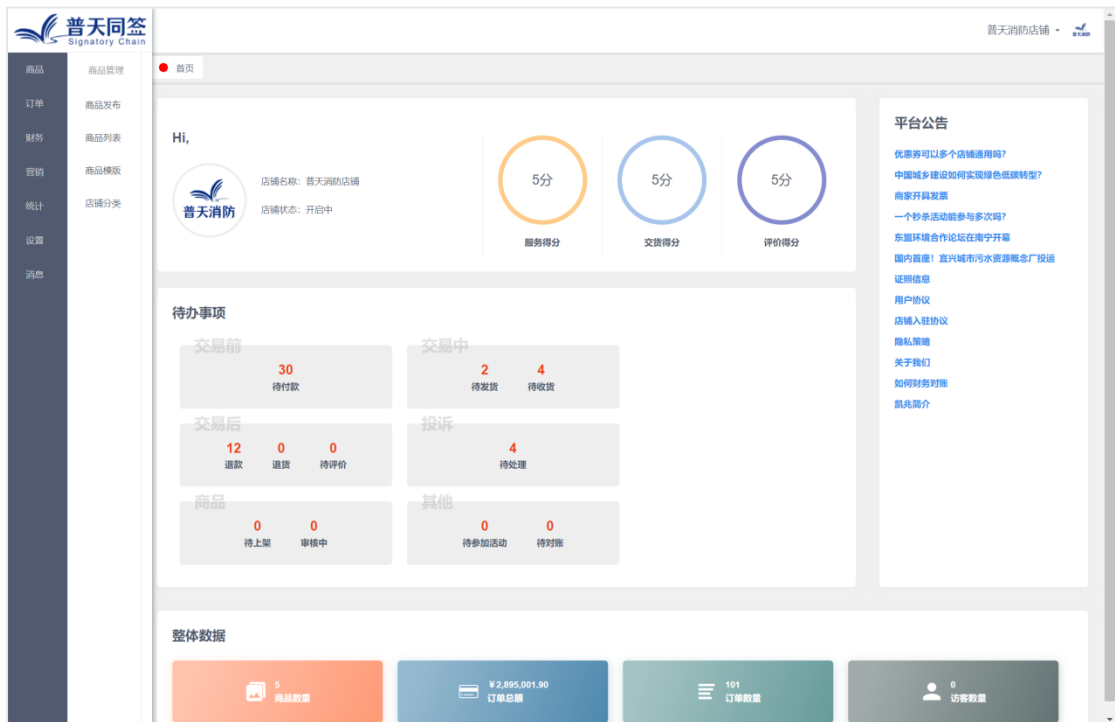 普天同签
Signatory Chain
普天消防店铺
普天消防
商品
订单
财务
营销
统计
设置
消息
商品管理
商品发布
商品列表
商品模版
店铺分类
首页
Hi,
普天消防
店铺名称：普天消防店铺
店铺状态：开启中
5分
服务得分
5分
交货得分
5分
评价得分
平台公告
优惠券可以多个店铺通用吗?
中国城乡建设如何实现绿色低碳转型?
商家开具发票
一个秒杀活动能参与多次吗?
东盟环境合作论坛在南宁开幕
国内首座！宜兴城市污水资源概念厂投运
证照信息
用户协议
店铺入驻协议
隐私策略
关于我们
如何财务对账
凯兆简介
待办事项
交易前
30
待付款
交易中
2 4
待发货 待收货
交易后
12 0 0
退款 退货 待评价
投诉
4
待处理
商品
0 0
待上架 审核中
其他
0 0
待参加活动 待对账
整体数据
5
商品数量
¥2,895,001.90
订单总额
101
订单数量
0
访客数量